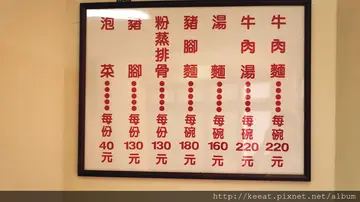 牛肉麵●●●●●每碗220元
牛肉湯●●●●●每碗220元
湯麵●●●●●每碗160元
豬腳麵●●●●●每碗180元
粉蒸排骨●●●●●每份130元
豬腳●●●●●每份130元
泡菜●●●●●每份40元
http://keeat.pixnet.net/album